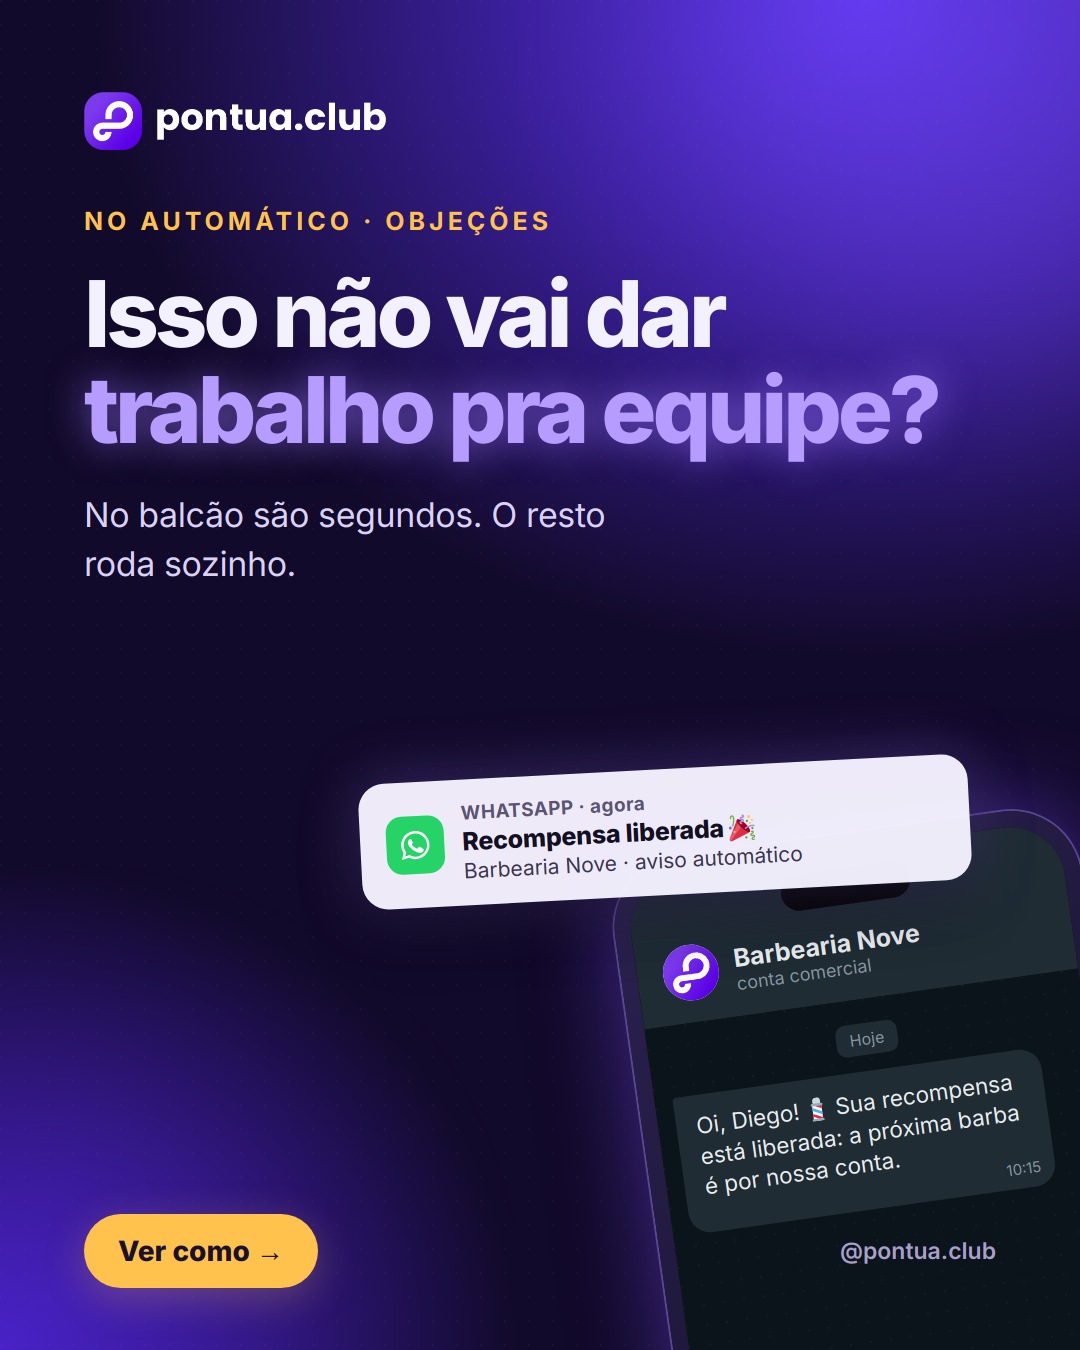 pontua.club
NO AUTOMÁTICO · OBJEÇÕES
Isso não vai dar
trabalho pra equipe?
No balcão são segundos. O resto
roda sozinho.
WHATSAPP · agora
Recompensa liberada 🎉
Barbearia Nove · aviso automático
Barbearia Nove
conta comercial
Hoje
Oi, Diego! 💈 Sua recompensa
está liberada: a próxima barba
é por nossa conta.
10:15
Ver como →
@pontua.club